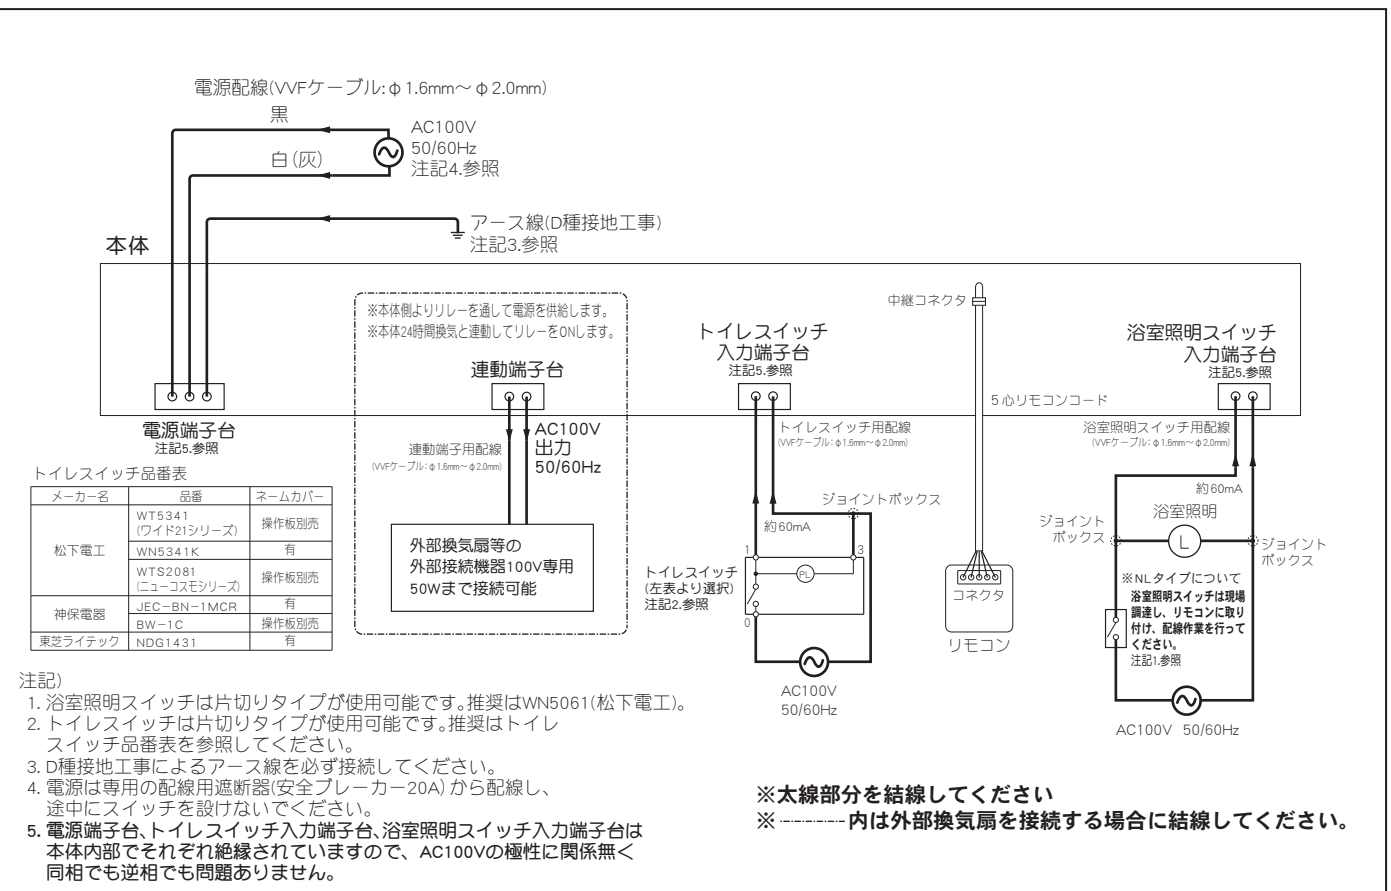 電源配線(VVFケーブル:φ1.6mm～φ2.0mm)
黒
白(灰)
AC100V
50/60Hz
注記4.参照
アース線(D種接地工事)
注記3.参照
本体
※本体側よりリレーを通して電源を供給します。
※本体24時間換気と連動してリレーをONします。
電源端子台
注記5.参照
連動端子台
連動端子用配線
(VVFケーブル:φ1.6mm～φ2.0mm)
AC100V
出力
50/60Hz
外部換気扇等の
外部接続機器100V専用
50Wまで接続可能
トイレスイッチ
入力端子台
注記5.参照
トイレスイッチ用配線
(VVFケーブル:φ1.6mm～φ2.0mm)
ジョイントボックス
約60mA
1
3
PL
0
トイレスイッチ
(左表より選択)
注記2.参照
AC100V
50/60Hz
中継コネクタ
5心リモコンコード
コネクタ
リモコン
浴室照明スイッチ
入力端子台
注記5.参照
浴室照明スイッチ用配線
(VVFケーブル:φ1.6mm～φ2.0mm)
約60mA
浴室照明
L
ジョイント
ボックス
ジョイント
ボックス
※NLタイプについて
浴室照明スイッチは現場
調達し、リモコンに取り
付け、配線作業を行って
ください。
注記1.参照
AC100V 50/60Hz
トイレスイッチ品番表
メーカー名 品番 ネームカバー
松下電工 WT5341 操作板別売
(ワイド21シリーズ)
WN5341K 有
WTS2081 操作板別売
(ニューコスモシリーズ)
神保電器 JEC-BN-1MCR 有
BW-1C 操作板別売
東芝ライテック NDG1431 有
注記)
1. 浴室照明スイッチは片切りタイプが使用可能です。推奨はWN5061(松下電工)。
2. トイレスイッチは片切りタイプが使用可能です。推奨はトイレ
スイッチ品番表を参照してください。
3. D種接地工事によるアース線を必ず接続してください。
4. 電源は専用の配線用遮断器(安全ブレーカー20A)から配線し、
途中にスイッチを設けないでください。
5. 電源端子台、トイレスイッチ入力端子台、浴室照明スイッチ入力端子台は
本体内部でそれぞれ絶縁されていますので、AC100Vの極性に関係無く
同相でも逆相でも問題ありません。
※太線部分を結線してください
※ 内は外部換気扇を接続する場合に結線してください。